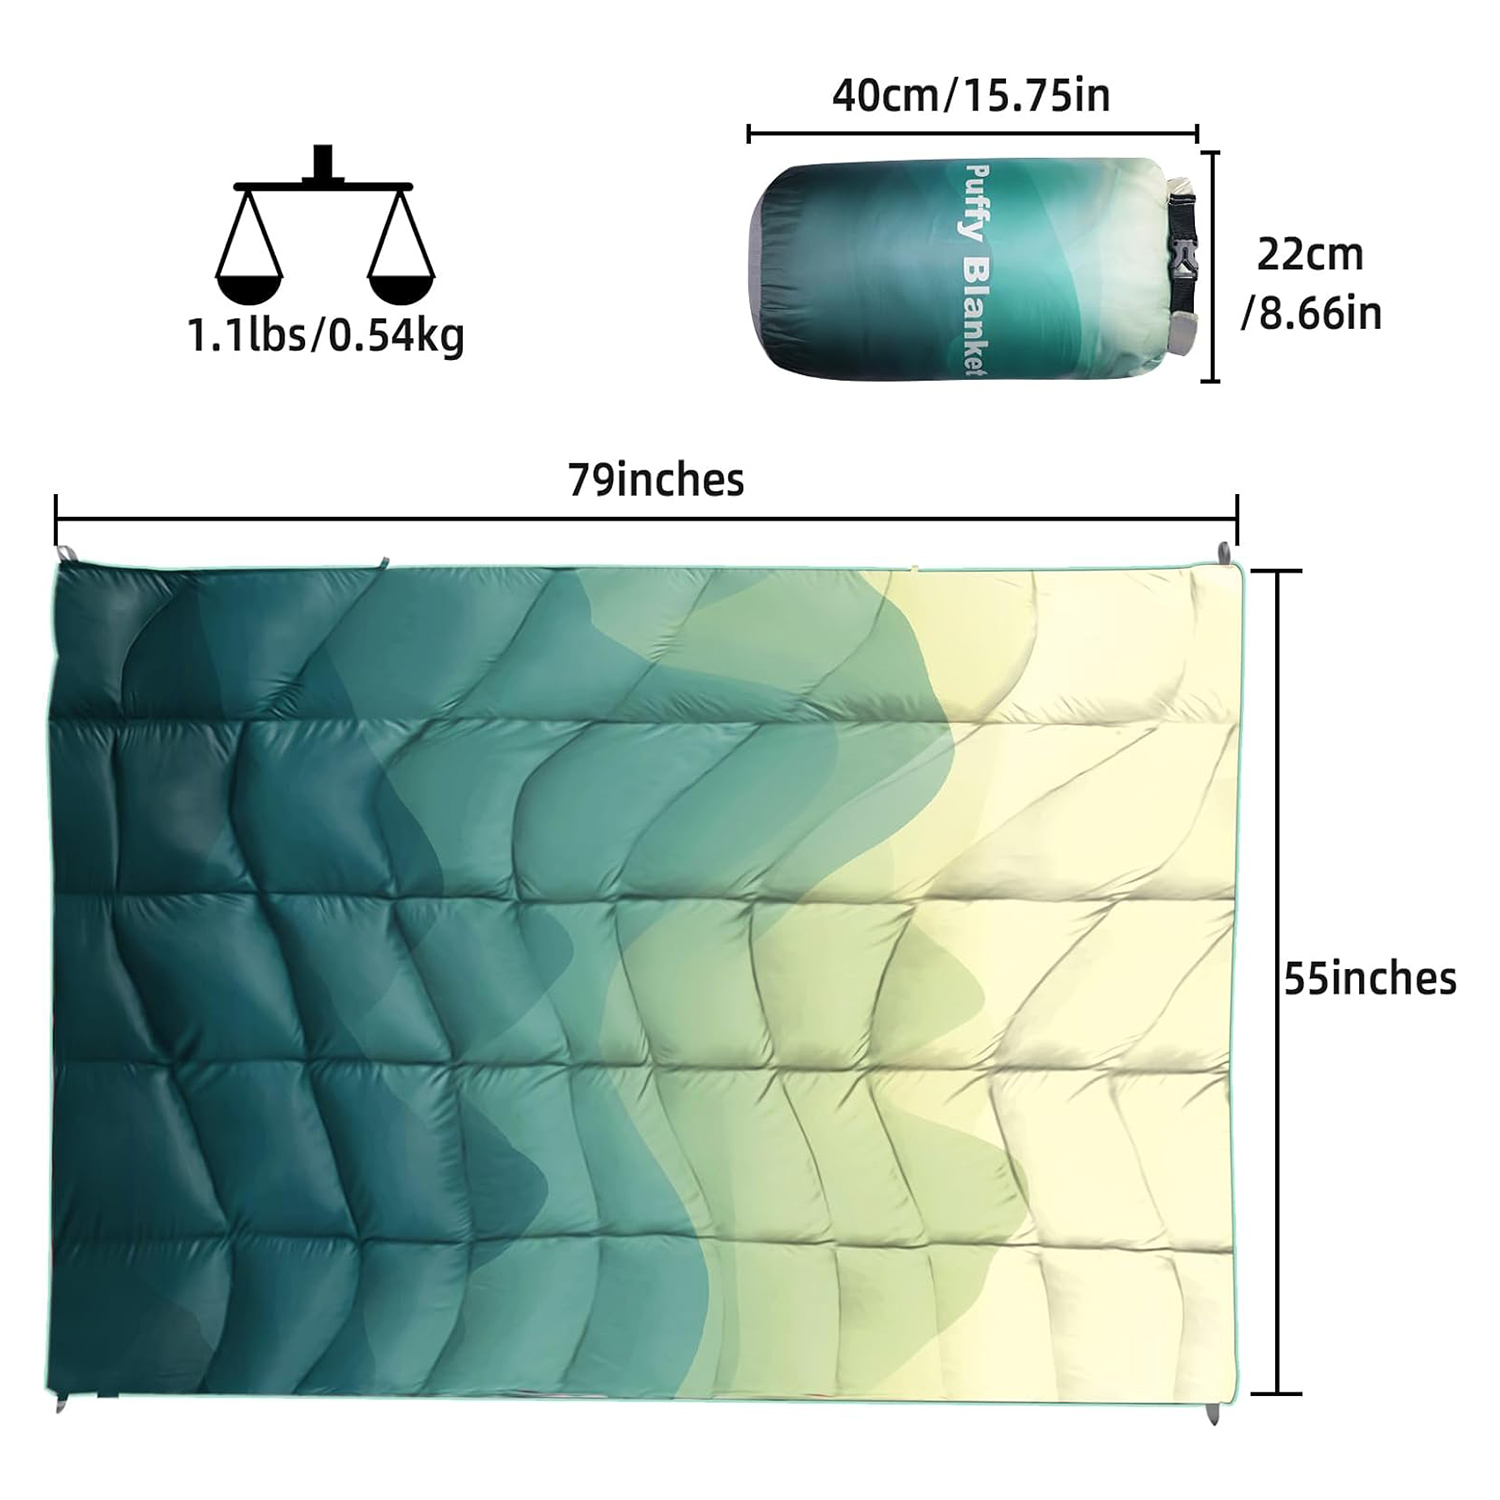 40cm/15.75in
Puffy Blanket
22cm
/8.66in
1.1lbs/0.54kg
79inches
55inches